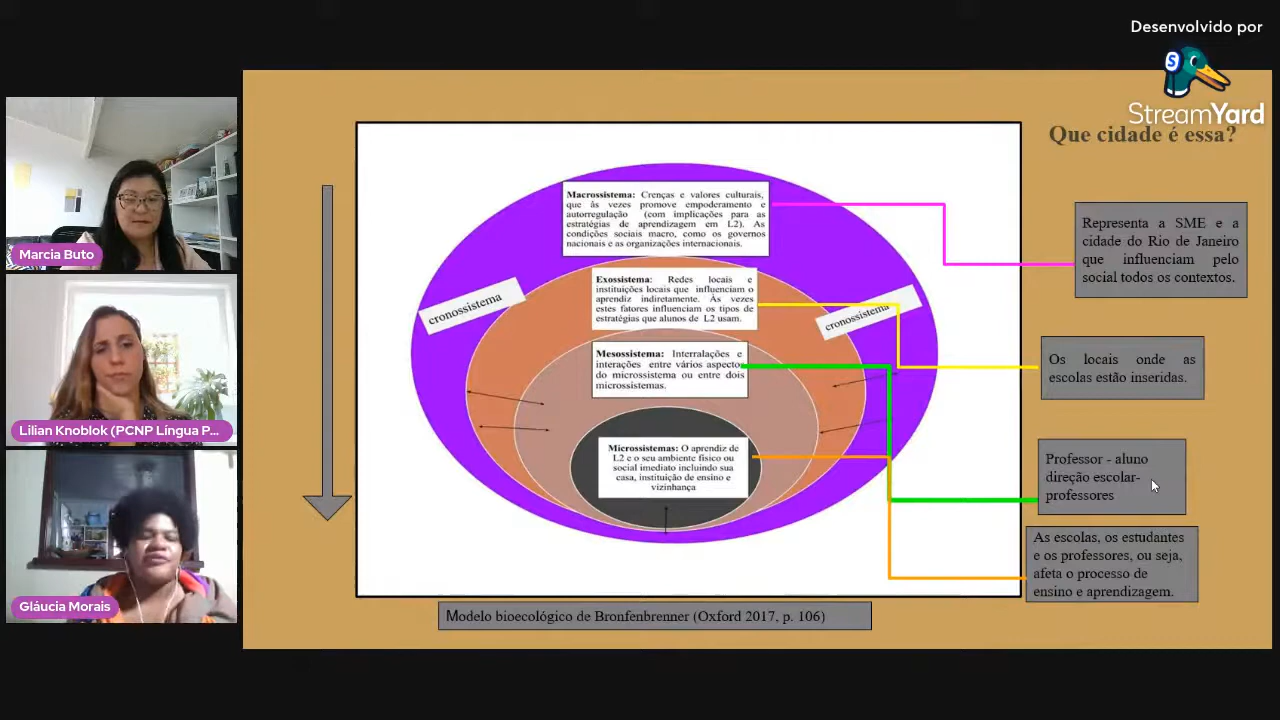 Desenvolvido por
StreamYard
Que cidade é essa?
Marcia Buto
Lilian Knoblok (PCNP Língua P...
Gláucia Morais
Macrossistema: Crenças e valores culturais,
que às vezes promove empoderamento e
autorregulação (com implicações para as
estratégias de aprendizagem em L2). As
condições sociais macro, como os governos
nacionais e as organizações internacionais.
Exossistema: Redes locais e
instituições locais que influenciam o
aprendiz indiretamente. Às vezes
estes fatores influenciam os tipos de
estratégias que alunos de L2 usam.
cronossistema
cronossistema
Mesossistema: Interralações e
interações entre vários aspectos
do microssistema ou entre dois
microssistemas.
Microssistemas: O aprendiz de
L2 e o seu ambiente físico ou
social imediato incluindo sua
casa, instituição de ensino e
vizinhança
Representa a SME e a
cidade do Rio de Janeiro
que influenciam pelo
social todos os contextos.
Os locais onde as
escolas estão inseridas.
Professor - aluno
direção escolar-
professores
As escolas, os estudantes
e os professores, ou seja,
afeta o processo de
ensino e aprendizagem.
Modelo bioecológico de Bronfenbrenner (Oxford 2017, p. 106)